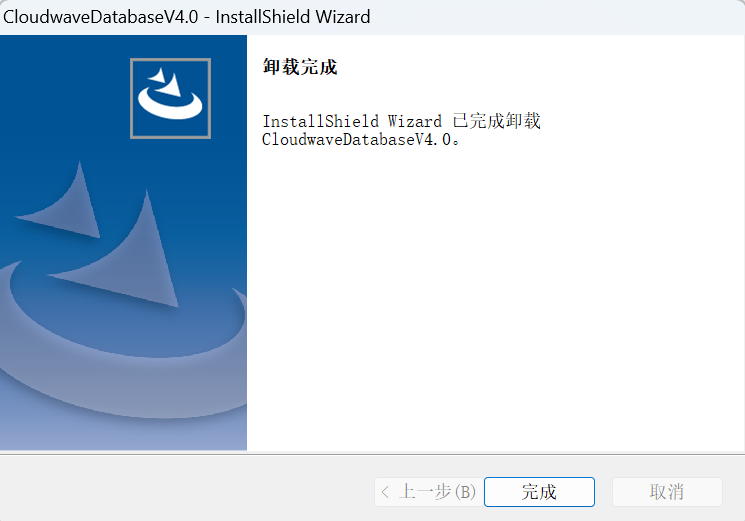 CloudwaveDatabaseV4.0 - InstallShield Wizard
卸载完成
InstallShield Wizard 已完成卸载
CloudwaveDatabaseV4.0。
< 上一步(B)
完成
取消